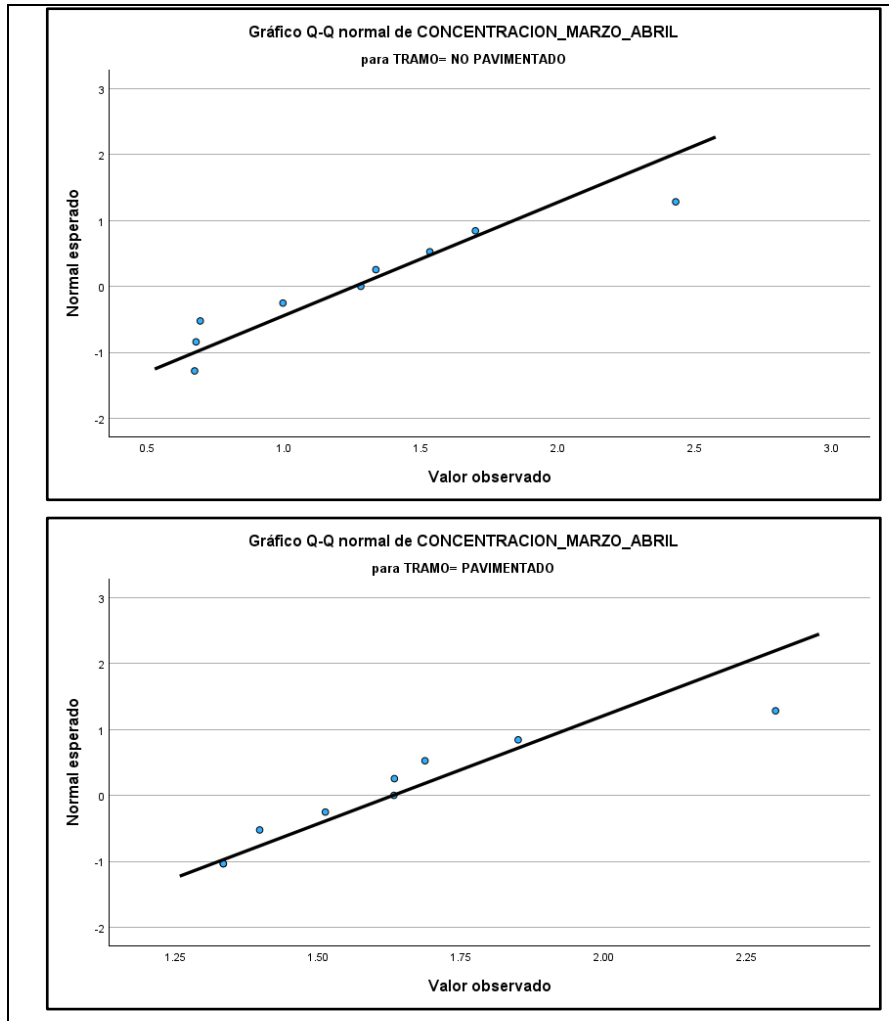 Gráfico Q-Q normal de CONCENTRACION_MARZO_ABRIL
para TRAMO= NO PAVIMENTADO
3
2
1
0
-1
-2
Normal esperado
0.5 1.0 1.5 2.0 2.5 3.0
Valor observado
Gráfico Q-Q normal de CONCENTRACION_MARZO_ABRIL
para TRAMO= PAVIMENTADO
3
2
1
0
-1
-2
Normal esperado
1.25 1.50 1.75 2.00 2.25
Valor observado